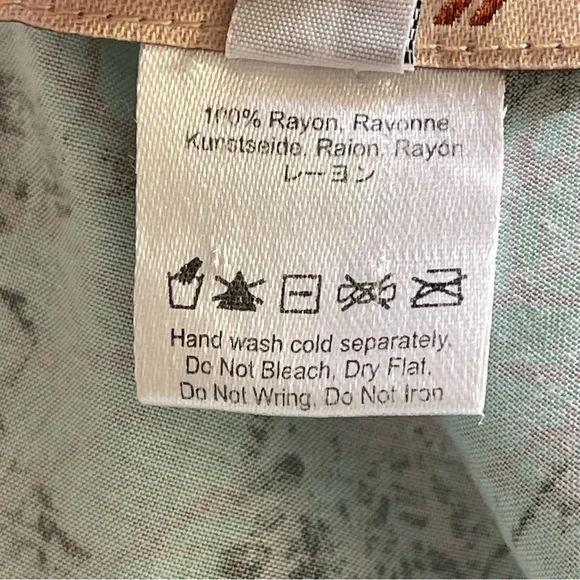 100% Rayon, Rayonne
Kunstseide, Raion, Rayón
レーヨン
Hand wash cold separately.
Do Not Bleach, Dry Flat.
Do Not Wring, Do Not Iron